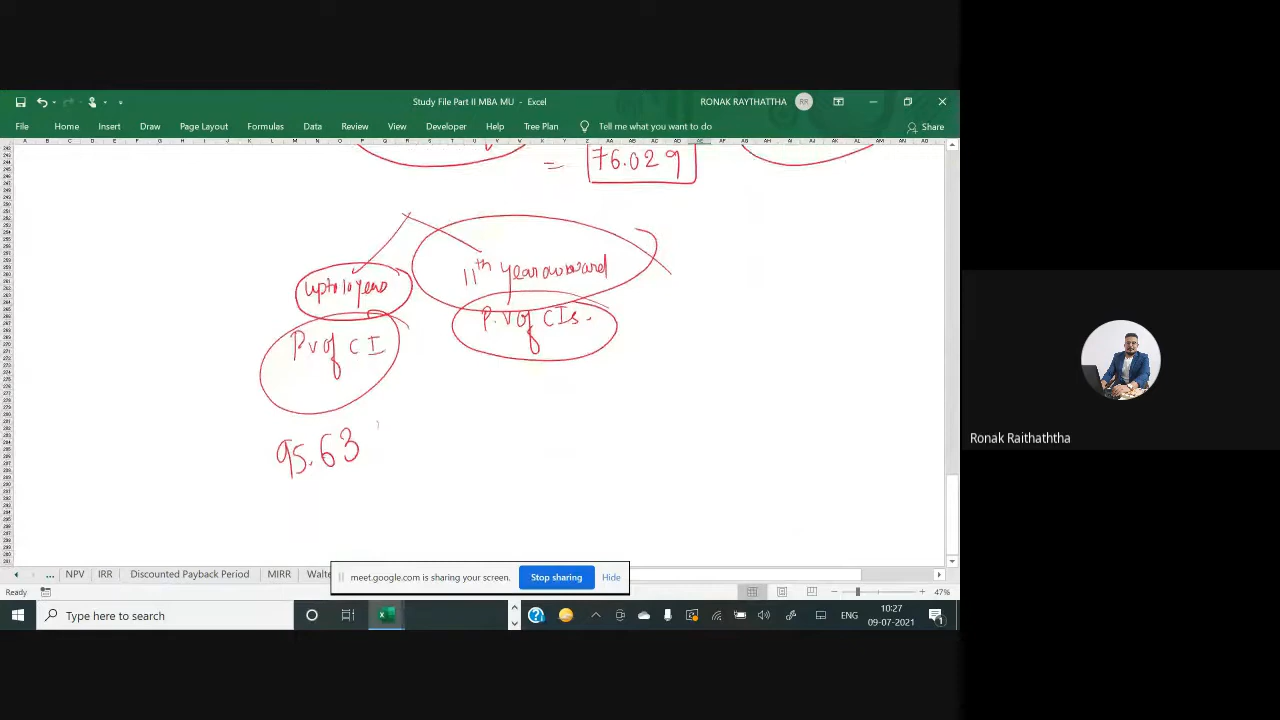 Study File Part II MBA MU - Excel
RONAK RAYTHATTHA RR
File Home Insert Draw Page Layout Formulas Data Review View Developer Help Tree Plan Tell me what you want to do Share
= 76.029
upto 10 years
11th year onward
P.V of CI
P.V of CIs.
95.63
Ronak Raithaththa
... NPV IRR Discounted Payback Period MIRR Walte
meet.google.com is sharing your screen. Stop sharing Hide
Ready 47%
Type here to search
ENG
10:27
09-07-2021